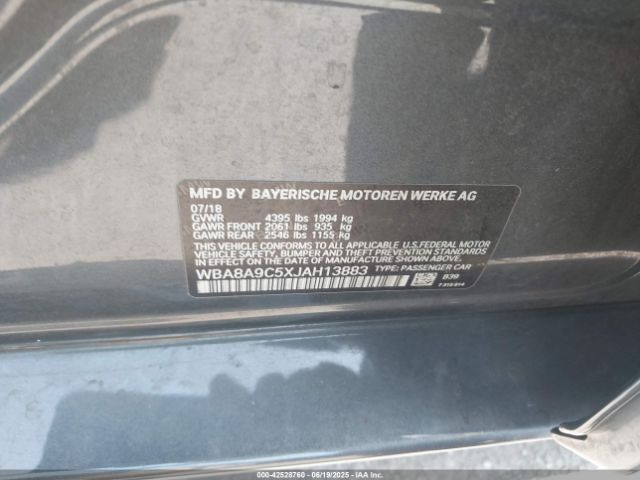 MFD BY BAYERISCHE MOTOREN WERKE AG
07/18
GVWR 4395 lbs 1994 kg
GAWR FRONT 2061 lbs 935 kg
GAWR REAR 2546 lbs 1155 kg
THIS VEHICLE CONFORMS TO ALL APPLICABLE U.S.FEDERAL MOTOR
VEHICLE SAFETY, BUMPER AND THEFT PREVENTION STANDARDS
IN EFFECT ON THE DATE OF MANUFACTURE SHOWN ABOVE.
WBA8A9C5XJAH13883 TYPE: PASSENGER CAR
B39
000-42528760 - 06/19/2025 - IAA Inc.